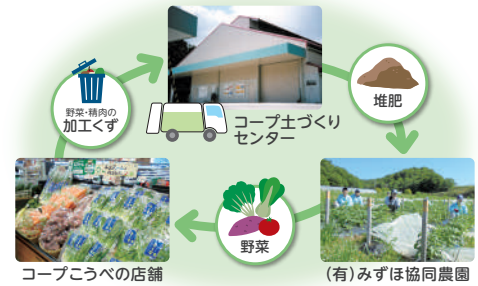 野菜・精肉の
加工くず
コープ土づくり
センター
堆肥
コープこうべの店舗
野菜
(有)みずほ協同農園